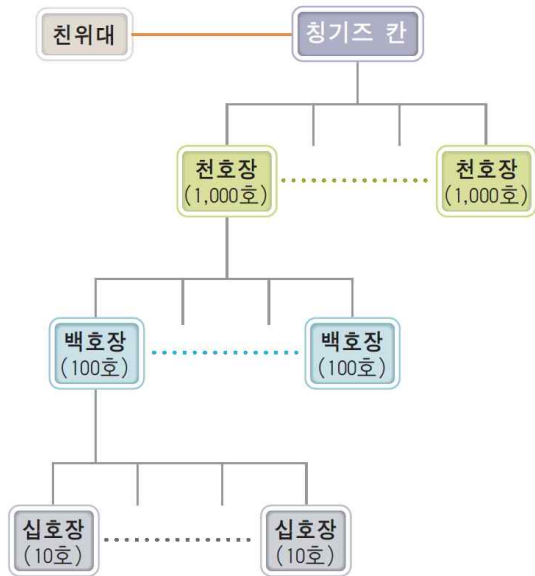 친위대
칭기즈 칸
천호장
(1,000호)
천호장
(1,000호)
백호장
(100호)
백호장
(100호)
십호장
(10호)
십호장
(10호)